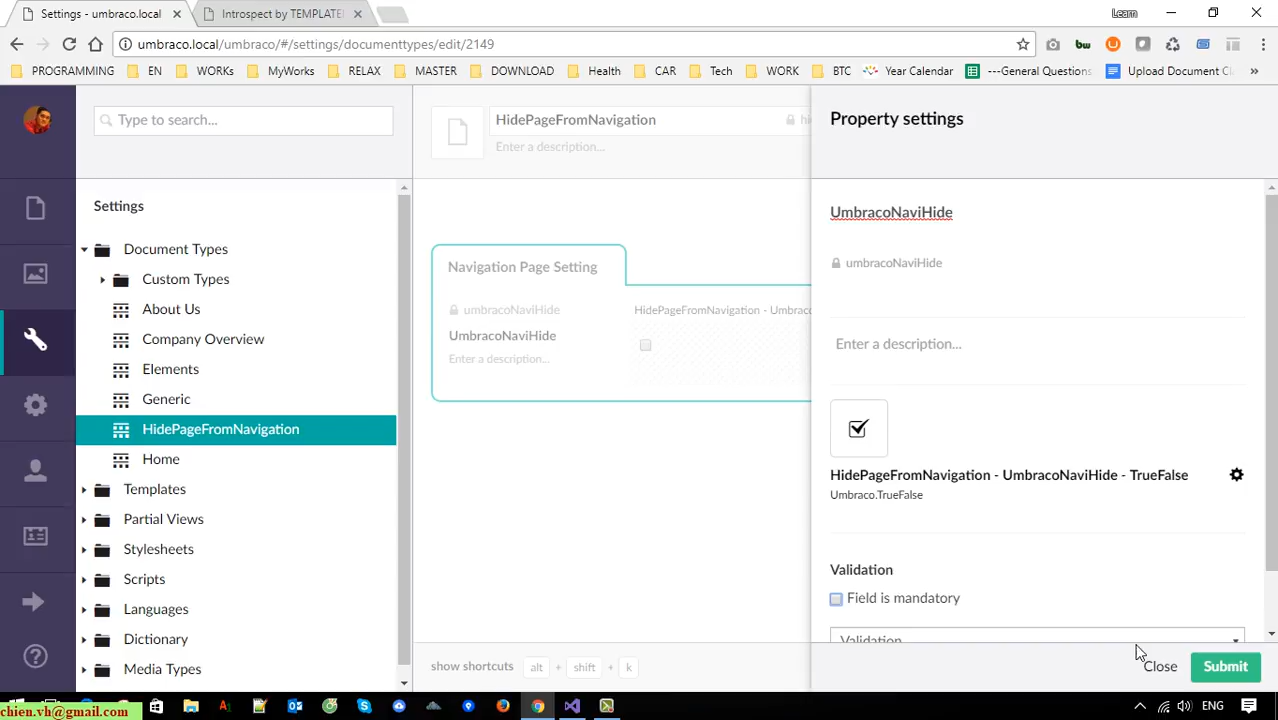 Settings - umbraco.local
Introspect by TEMPLATE
Learn
umbraco.local/umbraco/#/settings/documenttypes/edit/2149
PROGRAMMING
EN
WORKs
MyWorks
RELAX
MASTER
DOWNLOAD
Health
CAR
Tech
WORK
BTC
Year Calendar
---General Questions
Upload Document
Type to search...
HidePageFromNavigation
Enter a description...
Property settings
Settings
Document Types
Custom Types
About Us
Company Overview
Elements
Generic
HidePageFromNavigation
Home
Templates
Partial Views
Stylesheets
Scripts
Languages
Dictionary
Media Types
Navigation Page Setting
umbracoNaviHide
HidePageFromNavigation - Umbraco
UmbracoNaviHide
Enter a description...
UmbracoNaviHide
umbracoNaviHide
Enter a description...
HidePageFromNavigation - UmbracoNaviHide - TrueFalse
Umbraco.TrueFalse
Validation
Field is mandatory
Validation
show shortcuts alt + shift + k
Close
Submit
chien.vh@gmail.com
ENG